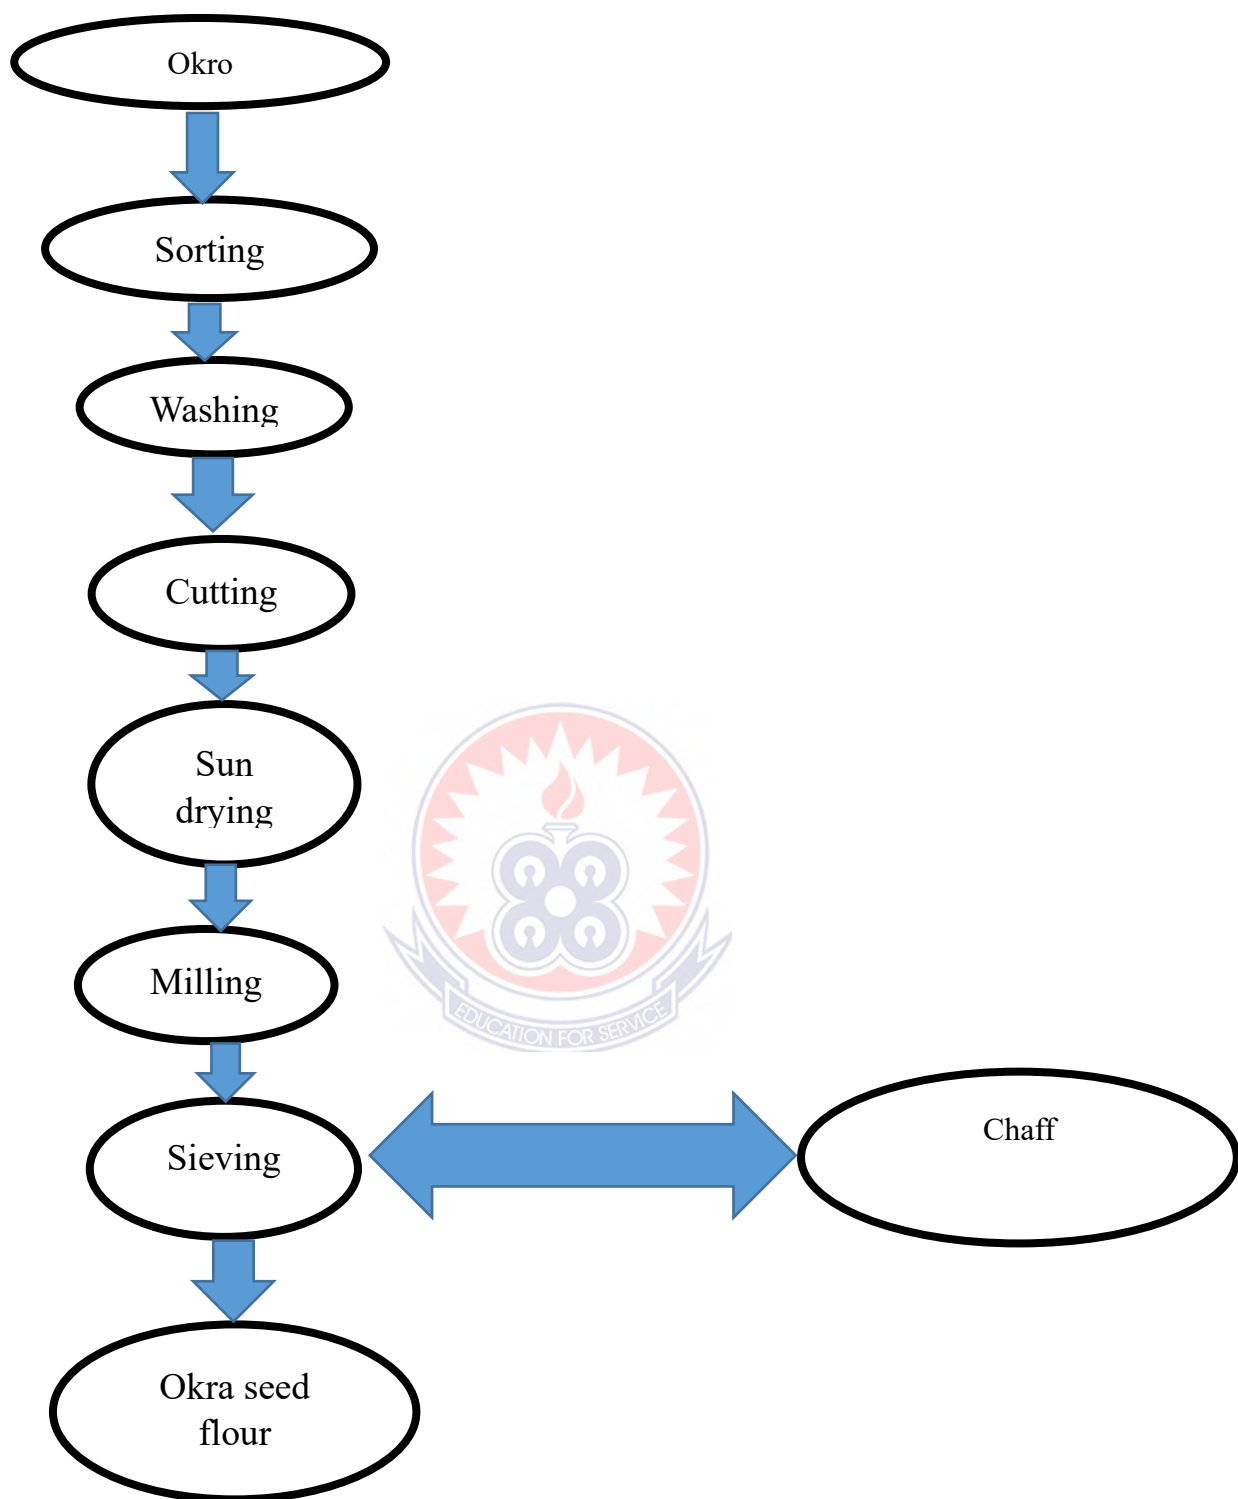 Okro
Sorting
Washing
Cutting
Sun
drying
Milling
EDUCATION FOR SERVICE
Sieving
Chaff
Okra seed
flour